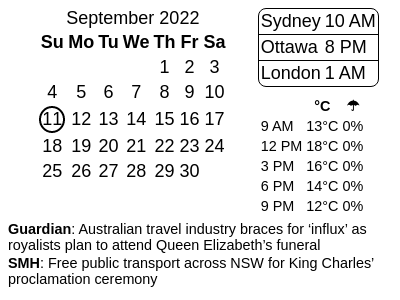 September 2022
Su Mo Tu We Th Fr Sa
1 2 3
4 5 6 7 8 9 10
11 12 13 14 15 16 17
18 19 20 21 22 23 24
25 26 27 28 29 30
Sydney 10 AM
Ottawa 8 PM
London 1 AM
°C ☂
9 AM 13°C 0%
12 PM 18°C 0%
3 PM 16°C 0%
6 PM 14°C 0%
9 PM 12°C 0%
Guardian: Australian travel industry braces for ‘influx’ as
royalists plan to attend Queen Elizabeth’s funeral
SMH: Free public transport across NSW for King Charles’
proclamation ceremony